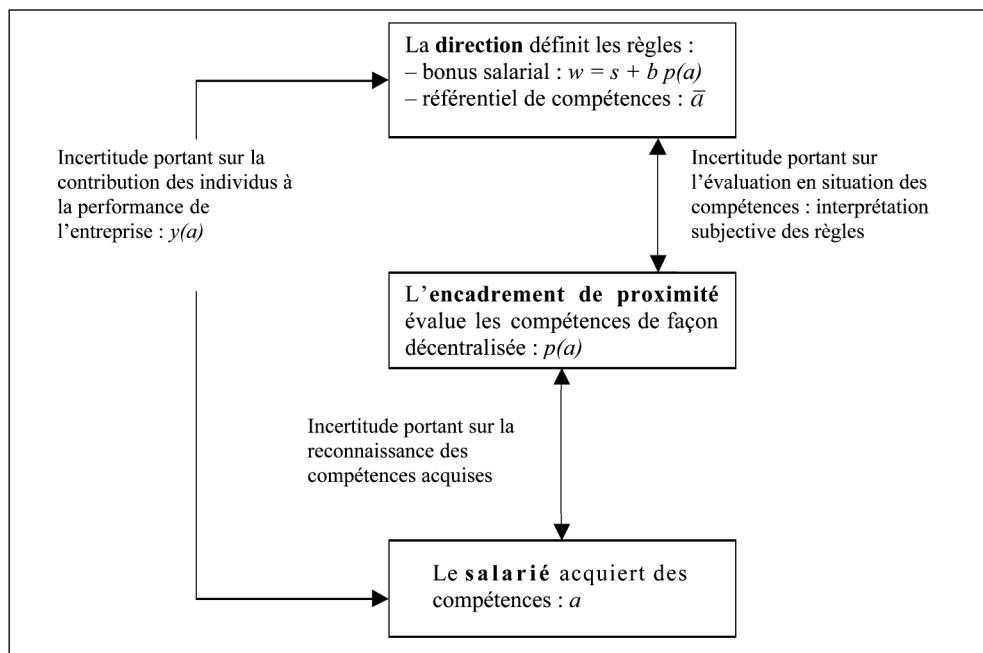 La direction définit les règles :
– bonus salarial : w = s + b p(a)
– référentiel de compétences : a̅
Incertitude portant sur la
contribution des individus à
la performance de
l’entreprise : y(a)
Incertitude portant sur
l’évaluation en situation des
compétences : interprétation
subjective des règles
L’encadrement de proximité
évalue les compétences de façon
décentralisée : p(a)
Incertitude portant sur la
reconnaissance des
compétences acquises
Le salarié acquiert des
compétences : a